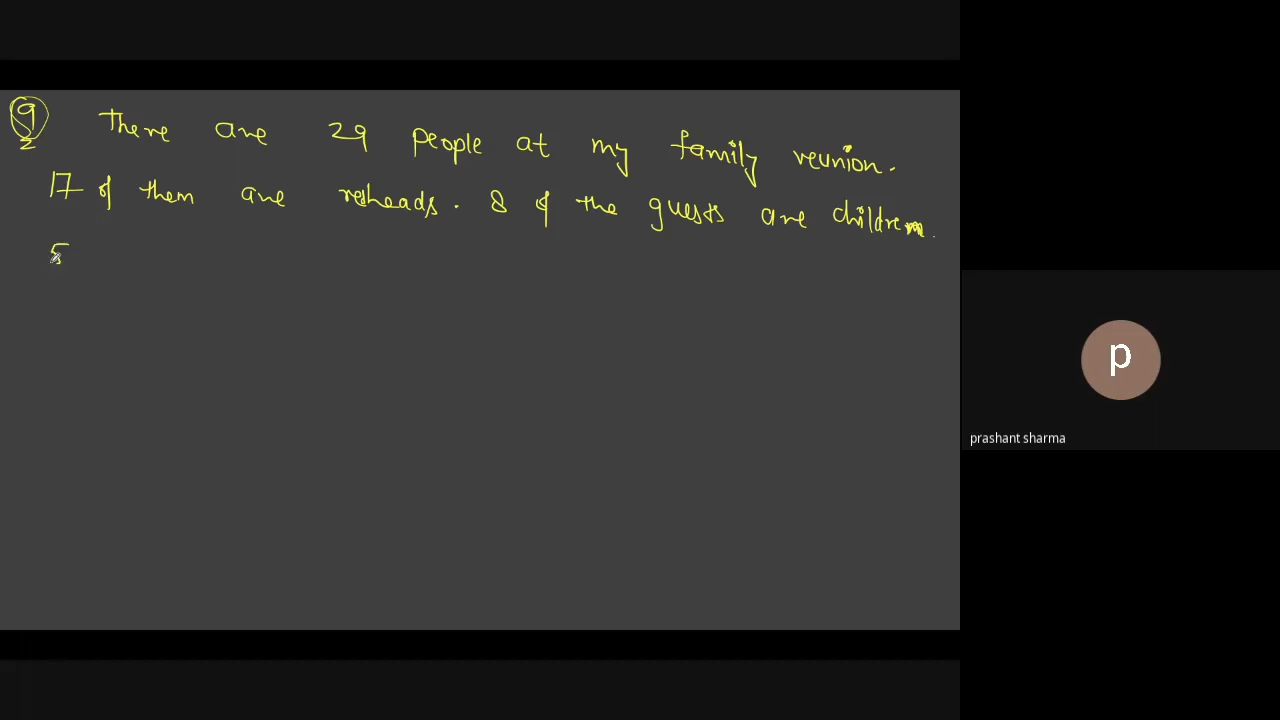 Q2 There are 29 people at my family reunion.
17 of them are redheads. 8 of the guests are children.
5
p
prashant sharma